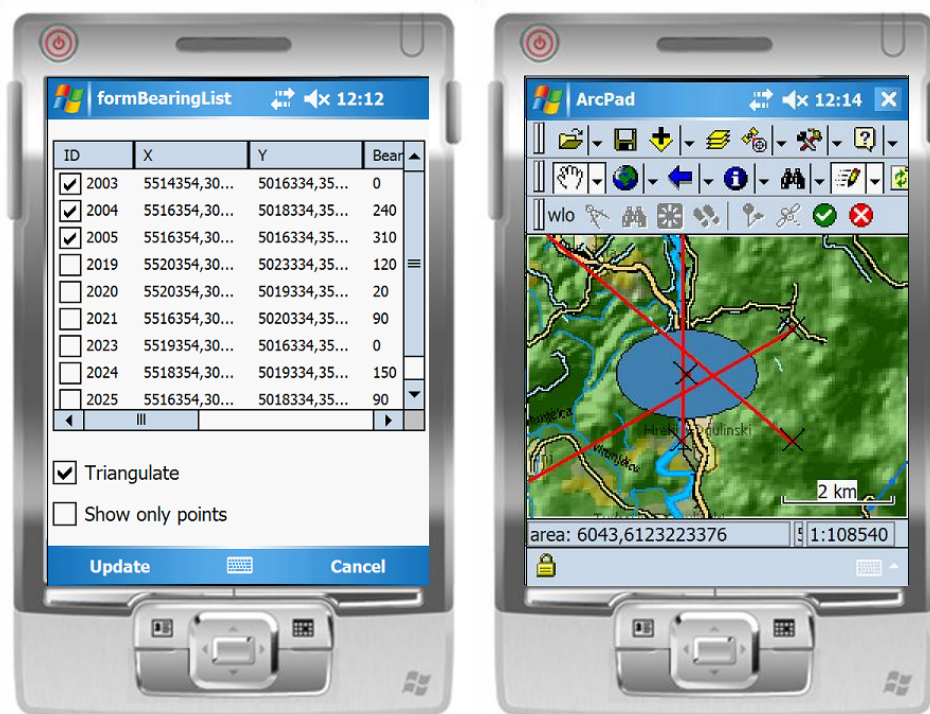 formBearingList 12:12
ID X Y Bear
2003 5514354,30... 5016334,35... 0
2004 5516354,30... 5018334,35... 240
2005 5516354,30... 5016334,35... 310
2019 5520354,30... 5023334,35... 120
2020 5520354,30... 5019334,35... 20
2021 5516354,30... 5020334,35... 90
2023 5519354,30... 5016334,35... 0
2024 5518354,30... 5019334,35... 150
2025 5516354,30... 5018334,35... 90
Triangulate
Show only points
Update Cancel
ArcPad 12:14
wlo
2 km
area: 6043,6123223376 1:108540